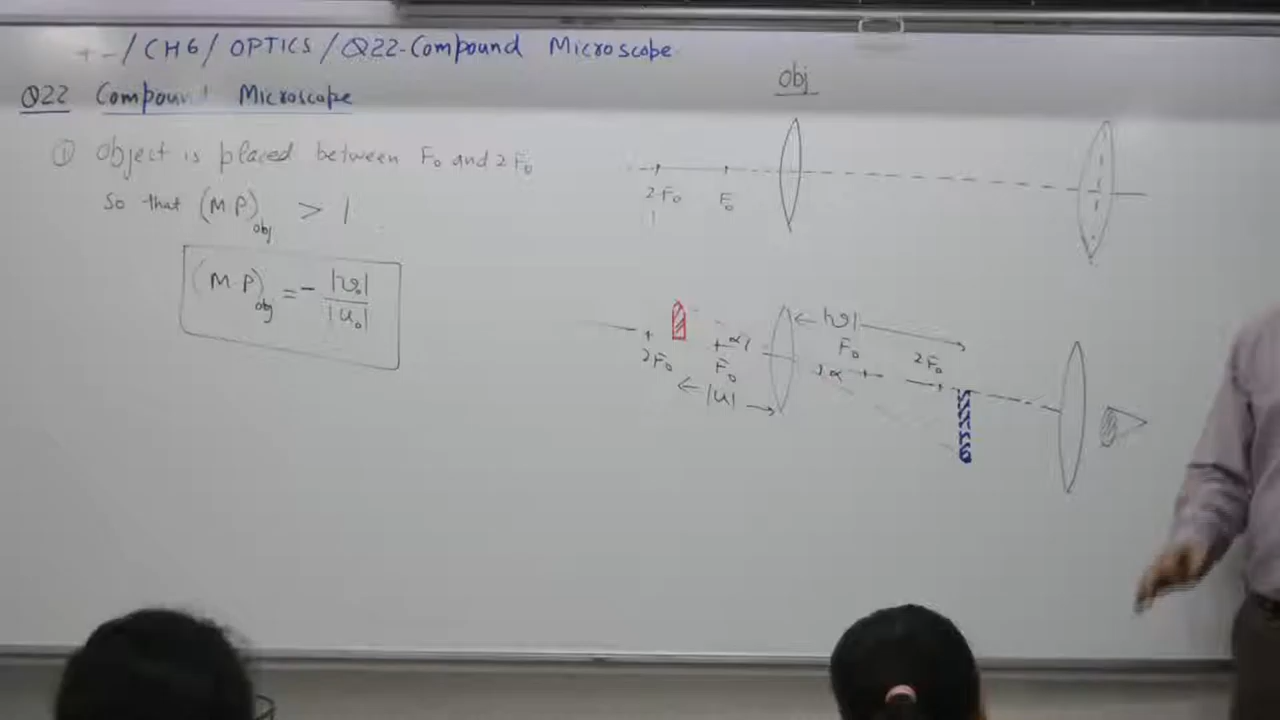 + - / CH6 / OPTICS / Q22-Compound Microscope
Q22 Compound Microscope
① Object is placed between F₀ and 2F₀
So that (M P)obj > 1
(M P)obj = - |v₀| / |u₀|
obj
2F₀ F₀
|v|
F₀ 2F₀
2F₀ F₀ α
α
|u|